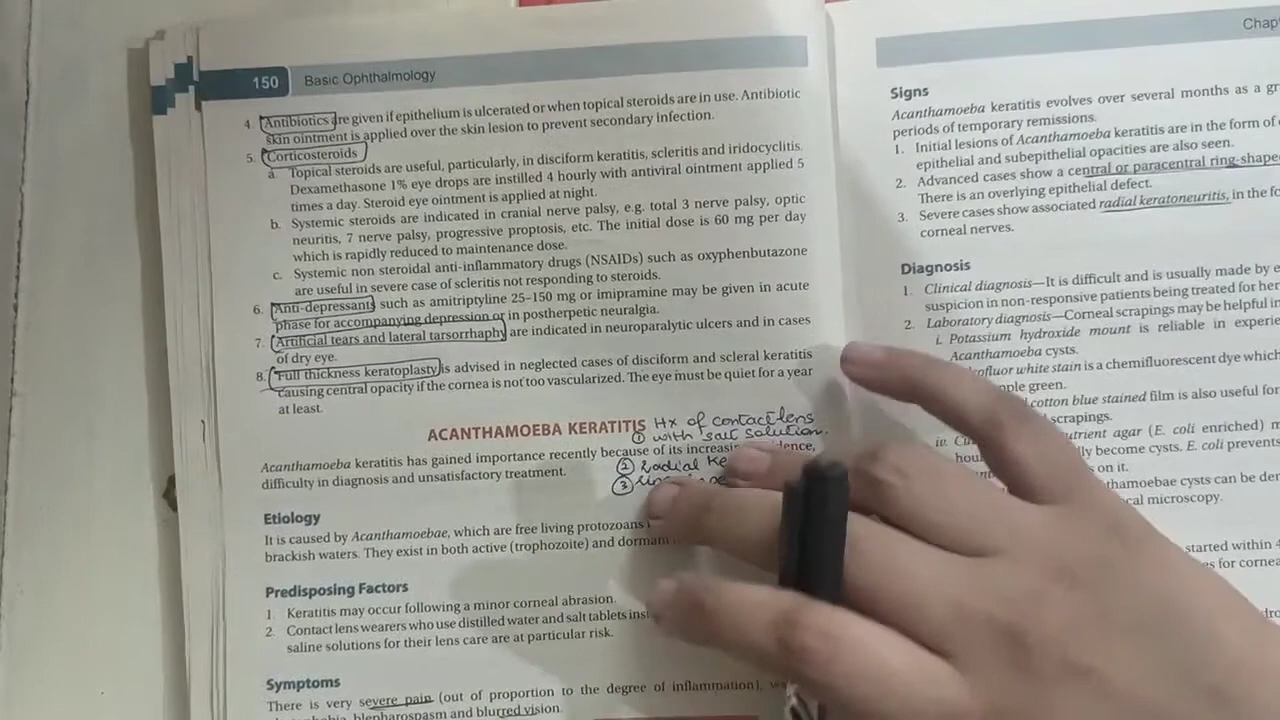 150 Basic Ophthalmology
4. Antibiotics are given if epithelium is ulcerated or when topical steroids are in use. Antibiotic
skin ointment is applied over the skin lesion to prevent secondary infection.
5. Corticosteroids
a. Topical steroids are useful, particularly, in disciform keratitis, scleritis and iridocyclitis.
Dexamethasone 1% eye drops are instilled 4 hourly with antiviral ointment applied 5
times a day. Steroid eye ointment is applied at night.
b. Systemic steroids are indicated in cranial nerve palsy, e.g. total 3 nerve palsy, optic
neuritis, 7 nerve palsy, progressive proptosis, etc. The initial dose is 60 mg per day
which is rapidly reduced to maintenance dose.
c. Systemic non steroidal anti-inflammatory drugs (NSAIDs) such as oxyphenbutazone
are useful in severe case of scleritis not responding to steroids.
6. Anti-depressants such as amitriptyline 25–150 mg or imipramine may be given in acute
phase for accompanying depression or in postherpetic neuralgia.
7. Artificial tears and lateral tarsorrhaphy are indicated in neuroparalytic ulcers and in cases
of dry eye.
8. Full thickness keratoplasty is advised in neglected cases of disciform and scleral keratitis
causing central opacity if the cornea is not too vascularized. The eye must be quiet for a year
at least.
ACANTHAMOEBA KERATITIS Hx of contact lens
① with salt solution.
Acanthamoeba keratitis has gained importance recently because of its
difficulty in diagnosis and unsatisfactory treatment. ② Radial
③
Etiology
It is caused by Acanthamoebae, which are free living protozoans
brackish waters. They exist in both active (trophozoite) and
Predisposing Factors
1. Keratitis may occur following a minor corneal abrasion.
2. Contact lens wearers who use distilled water and salt tablets
saline solutions for their lens care are at particular risk.
Symptoms
There is very severe pain (out of proportion to the degree of inflammation),
blepharospasm and blurred vision.
Signs
Acanthamoeba keratitis evolves over several months as a
periods of temporary remissions.
1. Initial lesions of Acanthamoeba keratitis are in the form of
epithelial and subepithelial opacities are also seen.
2. Advanced cases show a central or paracentral ring-shape
There is an overlying epithelial defect.
3. Severe cases show associated radial keratoneuritis, in the
corneal nerves.
Diagnosis
1. Clinical diagnosis—It is difficult and is usually made by
suspicion in non-responsive patients being treated for
2. Laboratory diagnosis—Corneal scrapings may be helpful
i. Potassium hydroxide mount is reliable in
Acanthamoeba cysts.
white stain is a chemifluorescent dye
green.
cotton blue stained film is also useful for
scrapings.
iv. agar (E. coli enriched)
become cysts. E. coli
on it.
cysts can be
microscopy.
started within
for